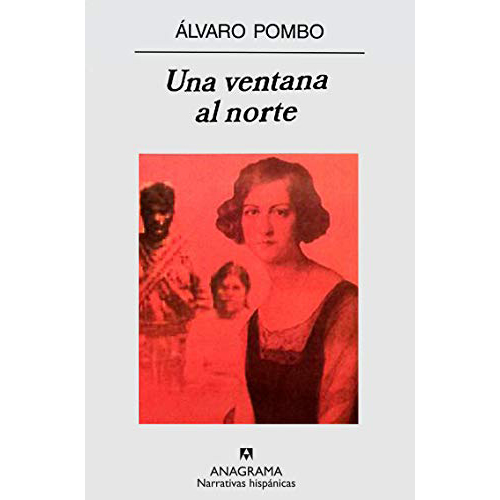 ÁLVARO POMBO
Una ventana
al norte
ANAGRAMA
Narrativas hispánicas